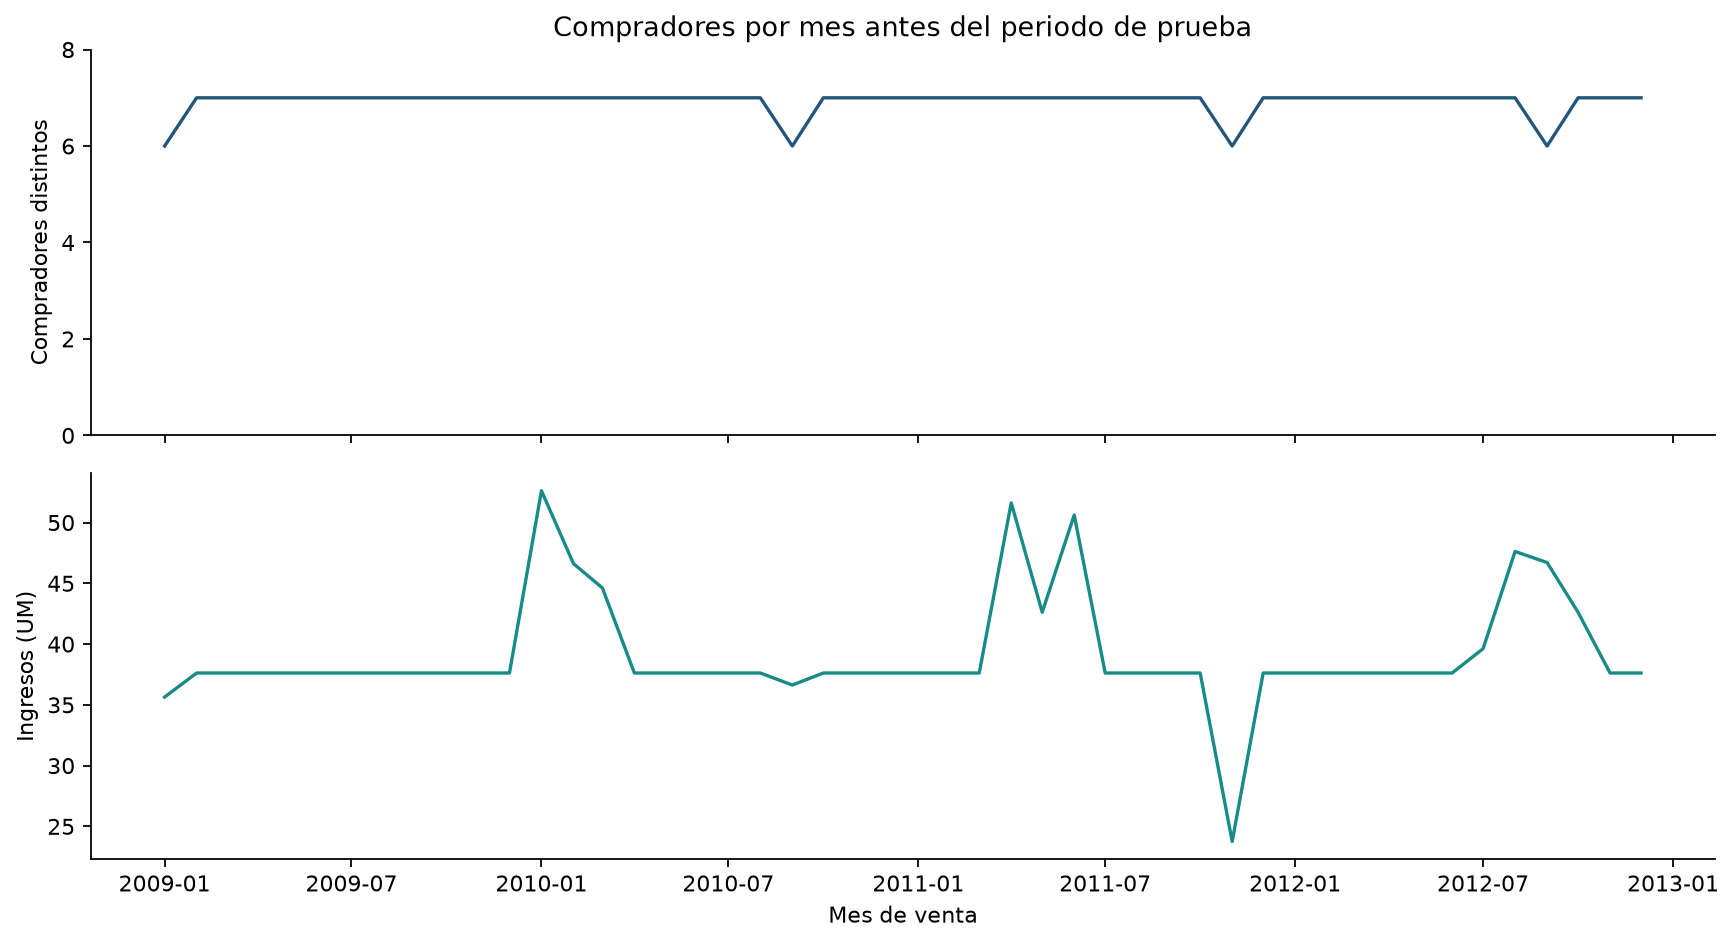 Compradores por mes antes del periodo de prueba
8
6
4
2
0
Compradores distintos
50
45
40
35
30
25
Ingresos (UM)
2009-01 2009-07 2010-01 2010-07 2011-01 2011-07 2012-01 2012-07 2013-01
Mes de venta